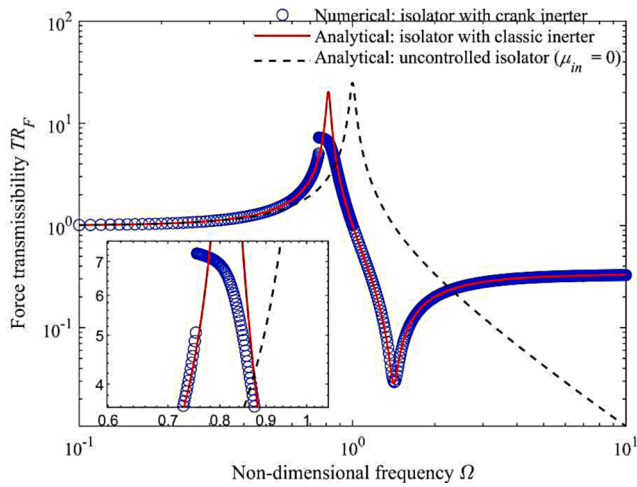 Numerical: isolator with crank inerter
Analytical: isolator with classic inerter
Analytical: uncontrolled isolator (μin = 0)
Force transmissibility TRF
10²
10¹
10⁰
10⁻¹
7
6
5
4
0.6 0.7 0.8 0.9 1
10⁻¹ 10⁰ 10¹
Non-dimensional frequency Ω